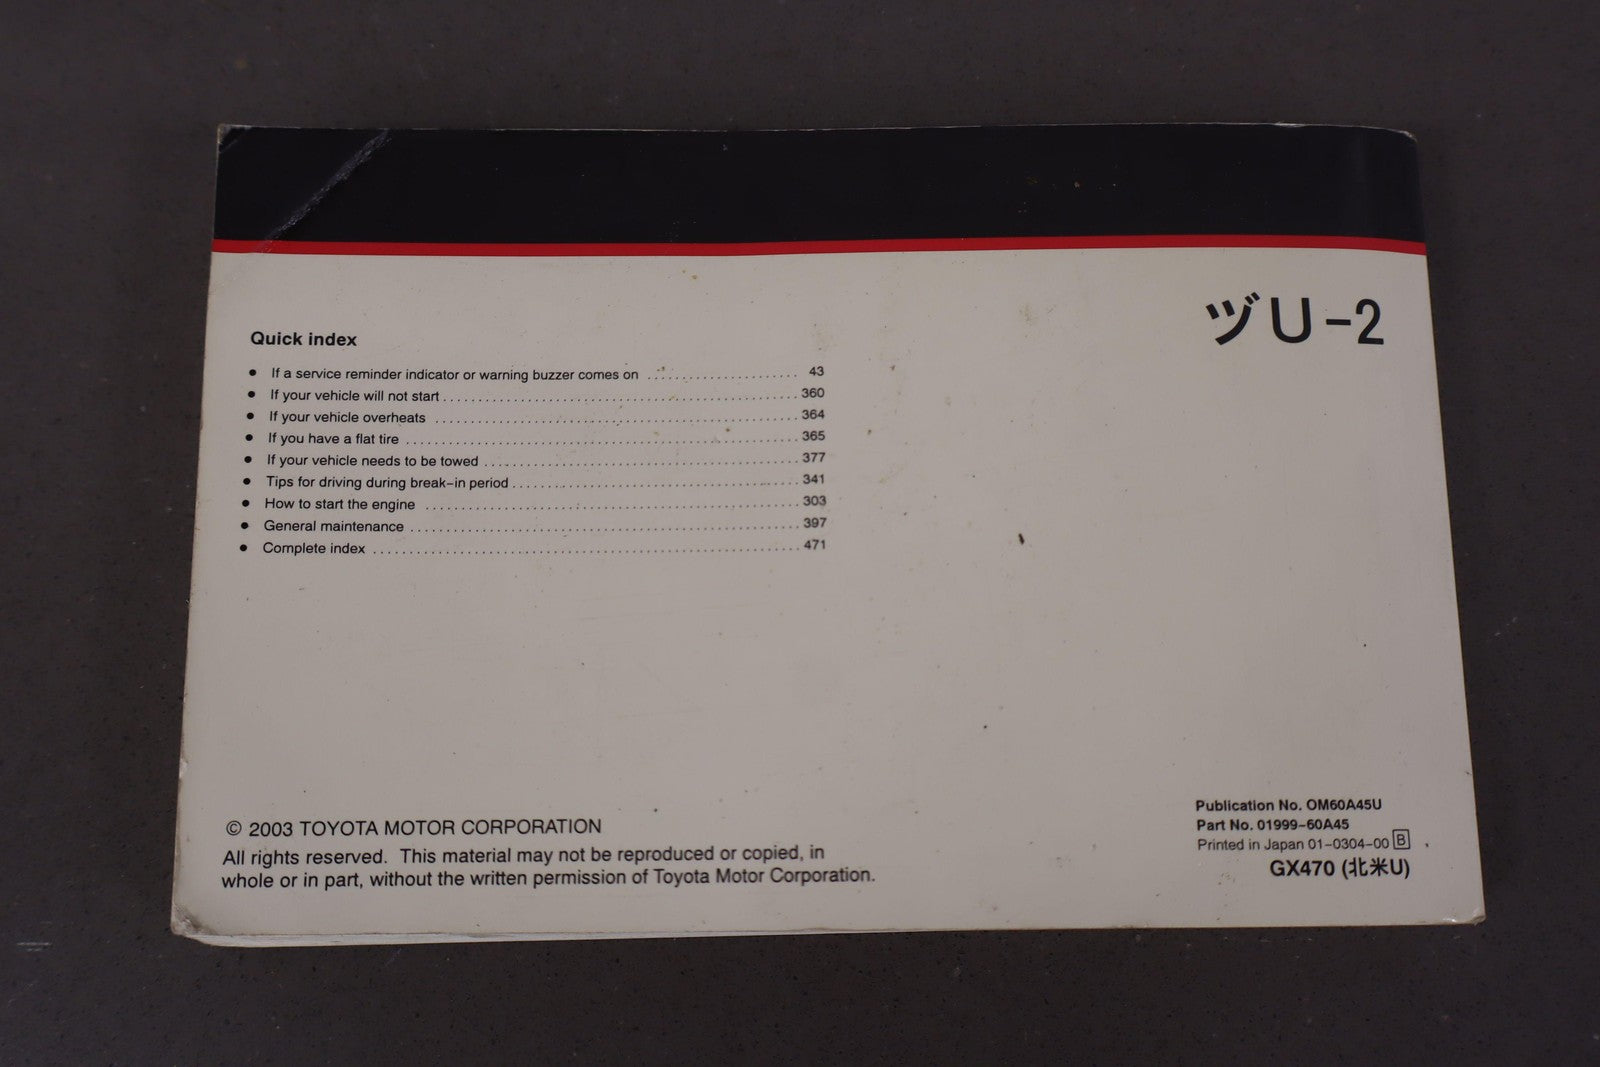 ヅU-2
Quick index
● If a service reminder indicator or warning buzzer comes on ..................... 43
● If your vehicle will not start ................................................ 360
● If your vehicle overheats ................................................ 364
● If you have a flat tire ................................................ 365
● If your vehicle needs to be towed ................................................ 377
● Tips for driving during break-in period ................................................ 341
● How to start the engine ................................................ 303
● General maintenance ................................................ 397
● Complete index ................................................ 471
© 2003 TOYOTA MOTOR CORPORATION
All rights reserved. This material may not be reproduced or copied, in
whole or in part, without the written permission of Toyota Motor Corporation.
Publication No. OM60A45U
Part No. 01999-60A45
Printed in Japan 01-0304-00 B
GX470 (北米U)